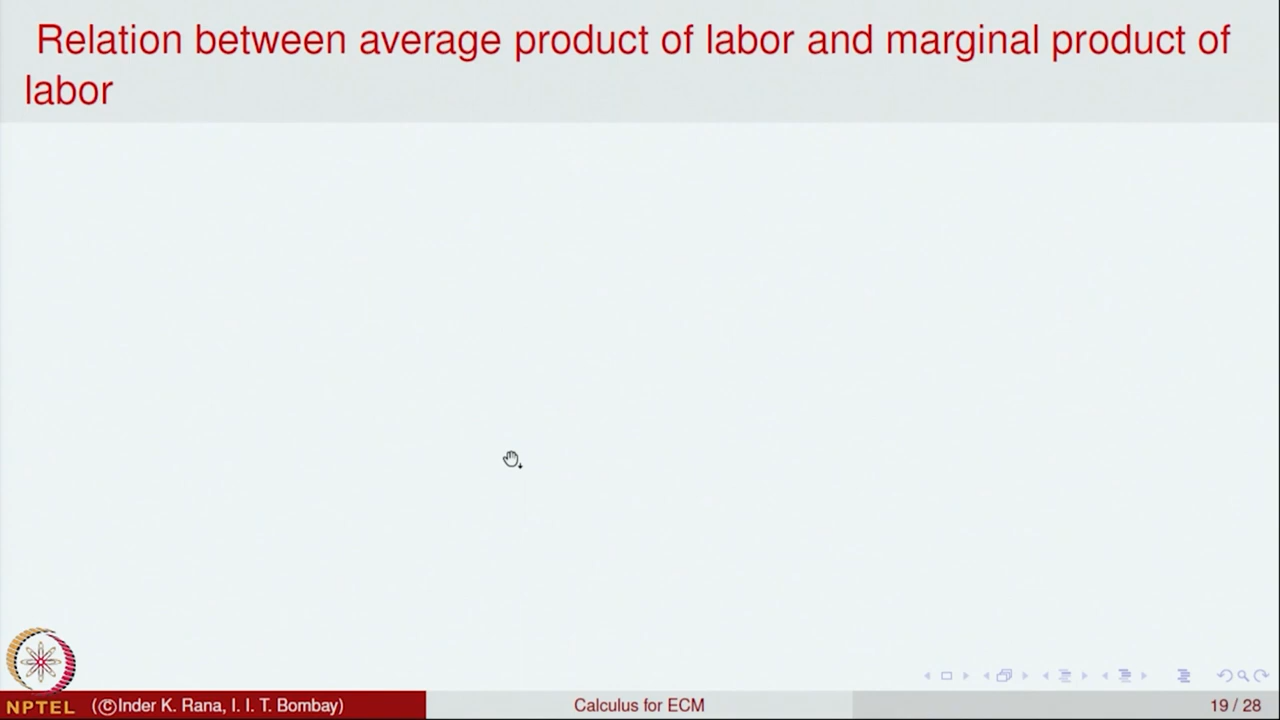 Relation between average product of labor and marginal product of
labor
NPTEL
(©Inder K. Rana, I. I. T. Bombay)
Calculus for ECM
19 / 28